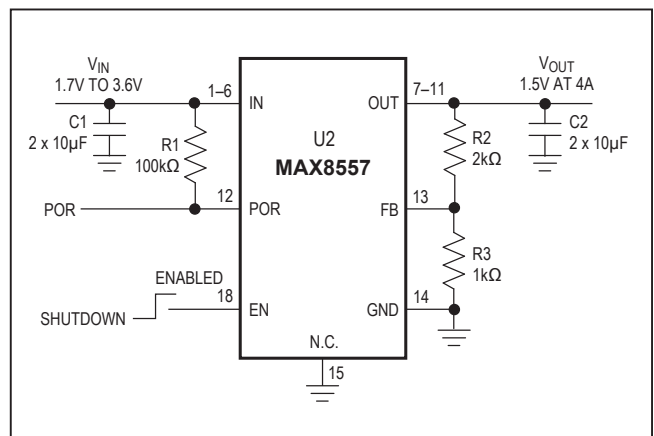 VIN
1.7V TO 3.6V
1–6
IN
C1
2 x 10µF
R1
100kΩ
POR
12
POR
ENABLED
SHUTDOWN
18
EN
U2
MAX8557
N.C.
15
OUT
7–11
VOUT
1.5V AT 4A
R2
2kΩ
C2
2 x 10µF
FB
13
R3
1kΩ
GND
14